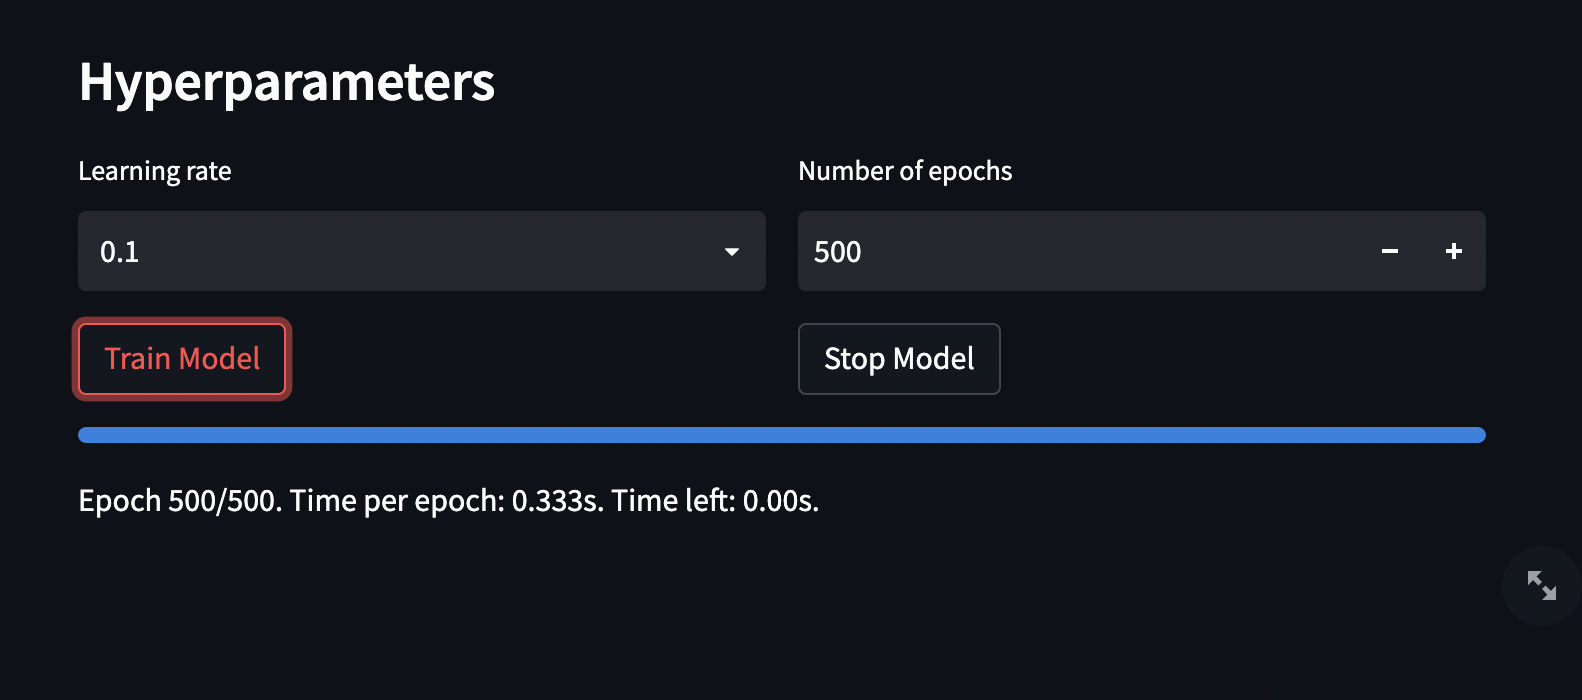 Hyperparameters
Learning rate
Number of epochs
0.1
500
Train Model
Stop Model
Epoch 500/500. Time per epoch: 0.333s. Time left: 0.00s.